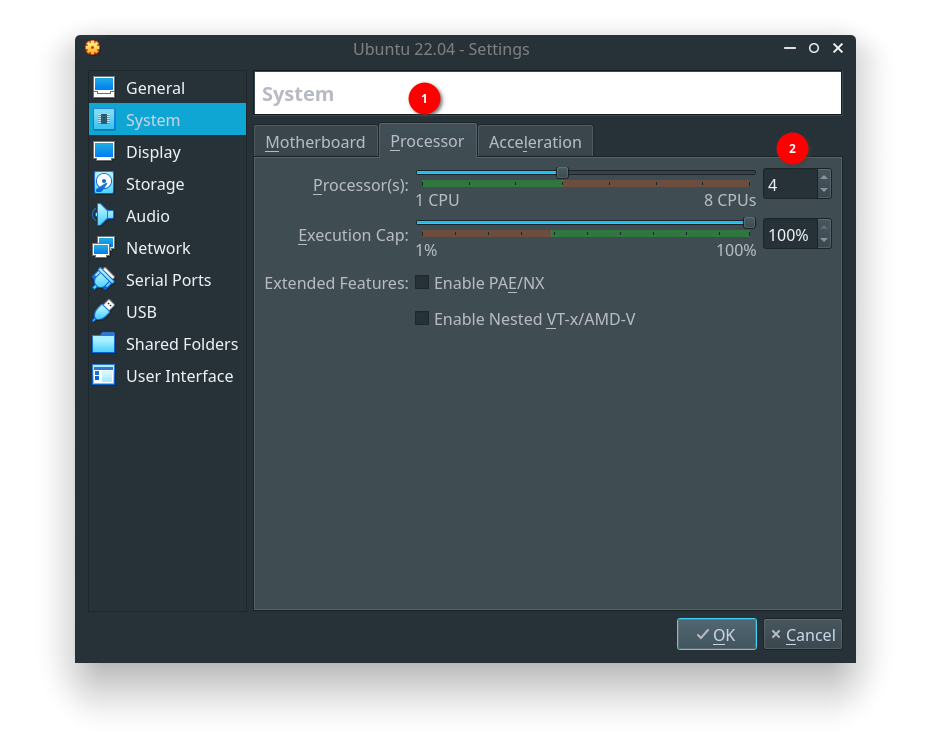 Ubuntu 22.04 - Settings
General
System
Display
Storage
Audio
Network
Serial Ports
USB
Shared Folders
User Interface
System
1
Motherboard Processor Acceleration
2
Processor(s): 4
1 CPU 8 CPUs
Execution Cap: 100%
1% 100%
Extended Features: Enable PAE/NX
Enable Nested VT-x/AMD-V
OK Cancel